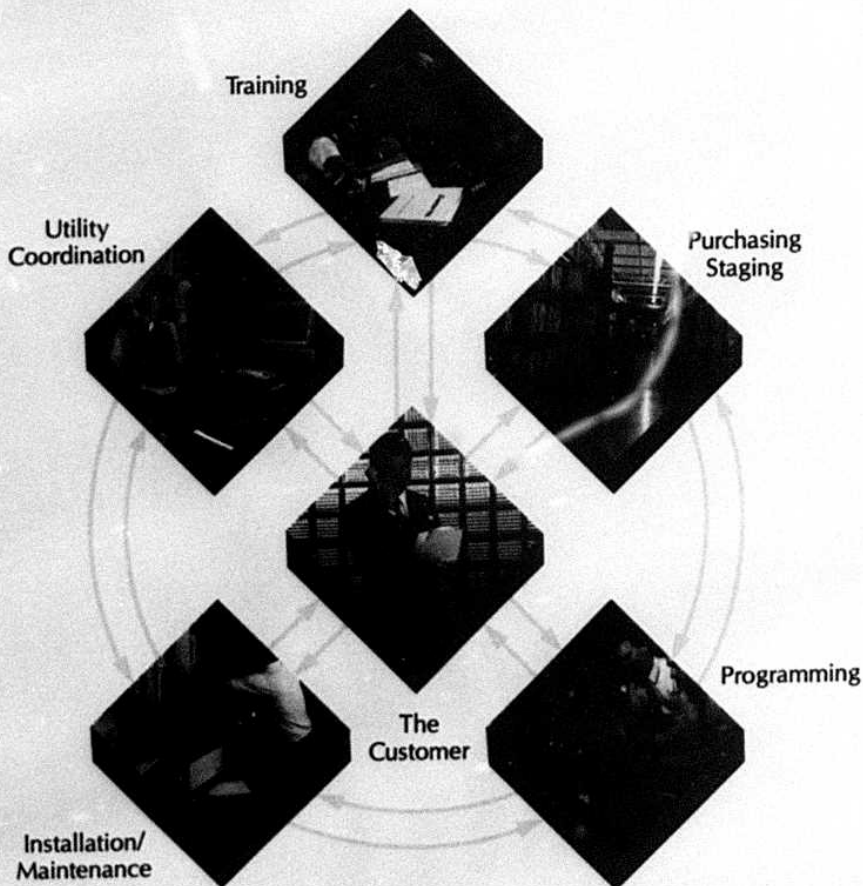 Training
Utility
Coordination
Purchasing
Staging
Programming
The
Customer
Installation/
Maintenance